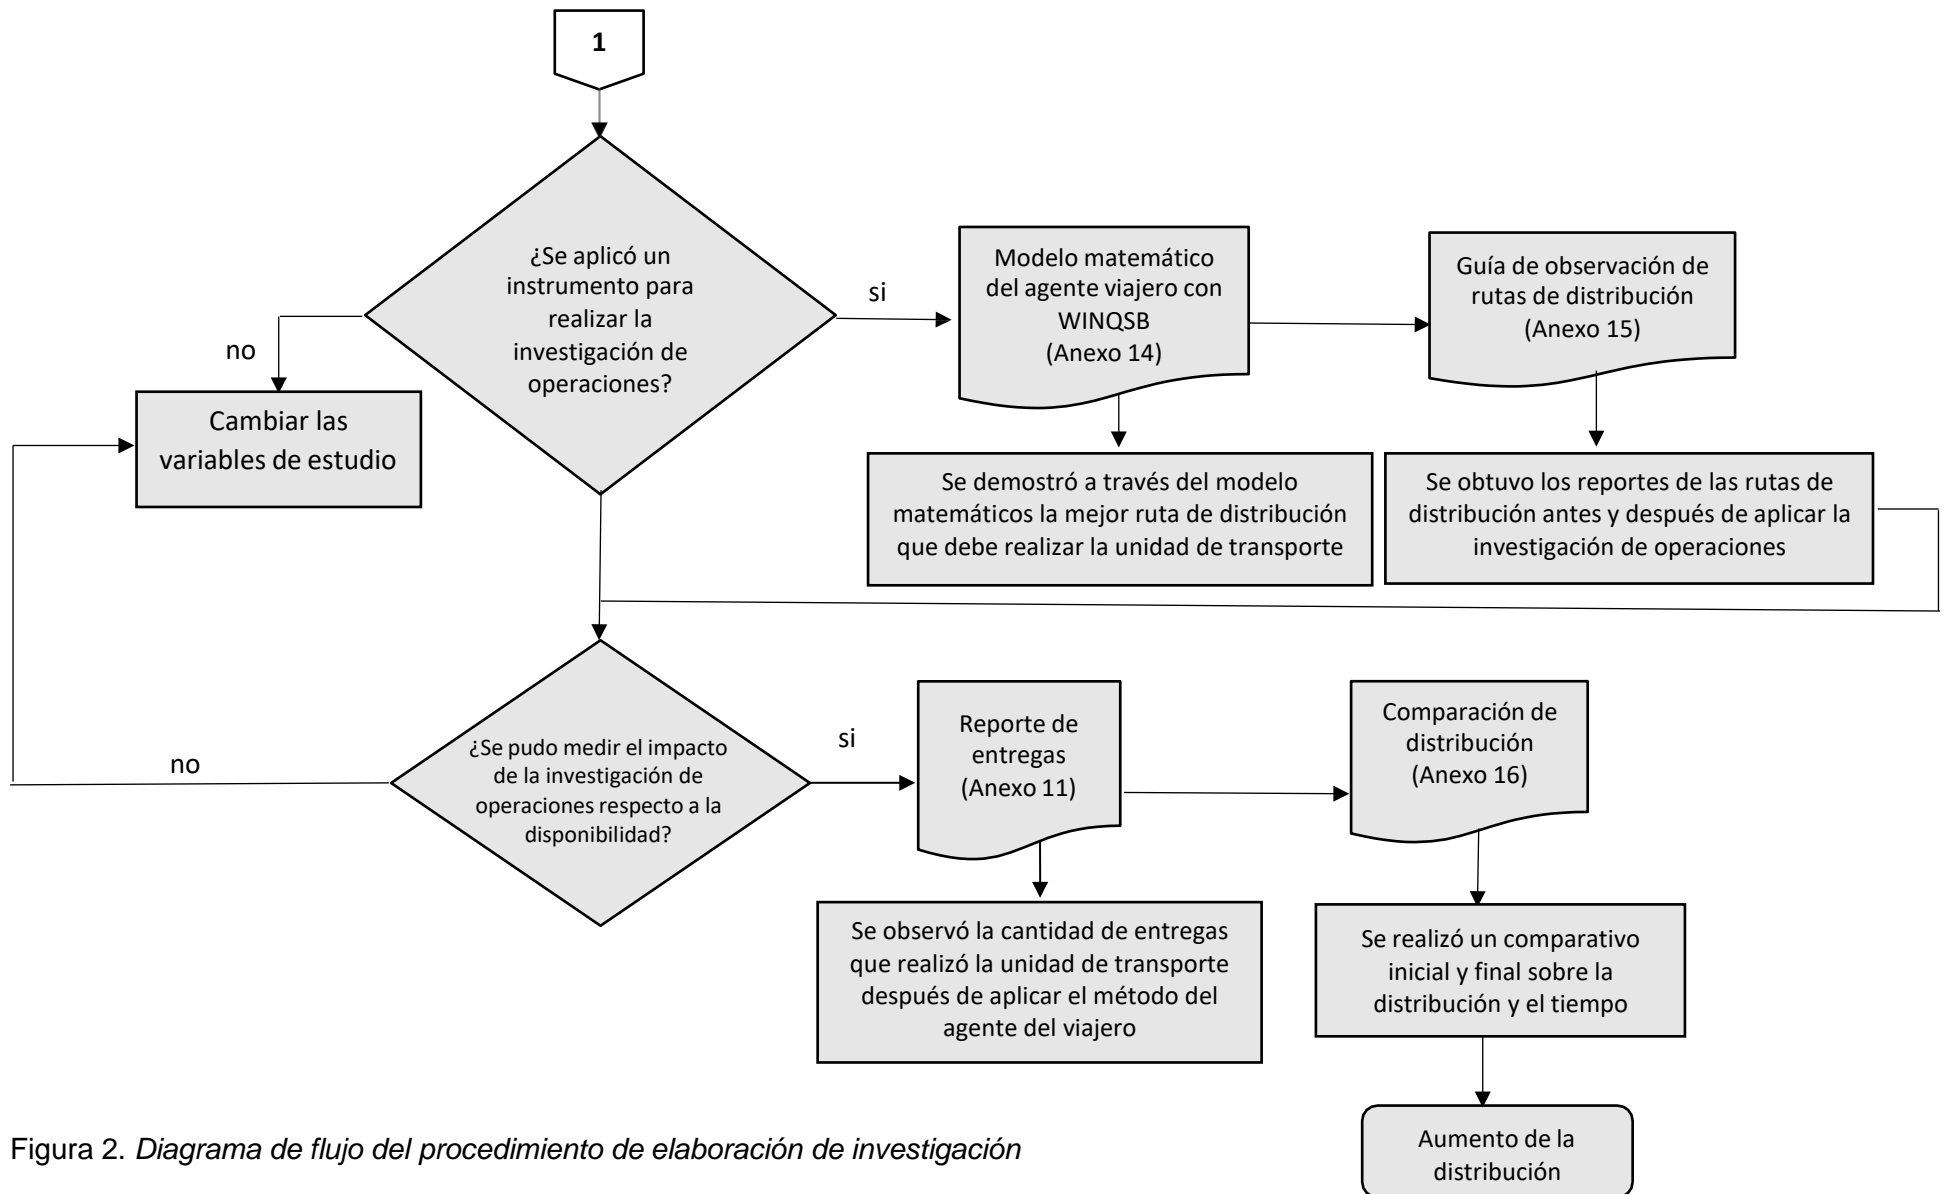 1
¿Se aplicó un
instrumento para
realizar la
investigación de
operaciones?
si
Modelo matemático
del agente viajero con
WINQSB
(Anexo 14)
Guía de observación de
rutas de distribución
(Anexo 15)
no
Cambiar las
variables de estudio
Se demostró a través del modelo
matemáticos la mejor ruta de distribución
que debe realizar la unidad de transporte
Se obtuvo los reportes de las rutas de
distribución antes y después de aplicar la
investigación de operaciones
¿Se pudo medir el impacto
de la investigación de
operaciones respecto a la
disponibilidad?
no
si
Reporte de
entregas
(Anexo 11)
Comparación de
distribución
(Anexo 16)
Se observó la cantidad de entregas
que realizó la unidad de transporte
después de aplicar el método del
agente del viajero
Se realizó un comparativo
inicial y final sobre la
distribución y el tiempo
Aumento de la
distribución
Figura 2. Diagrama de flujo del procedimiento de elaboración de investigación